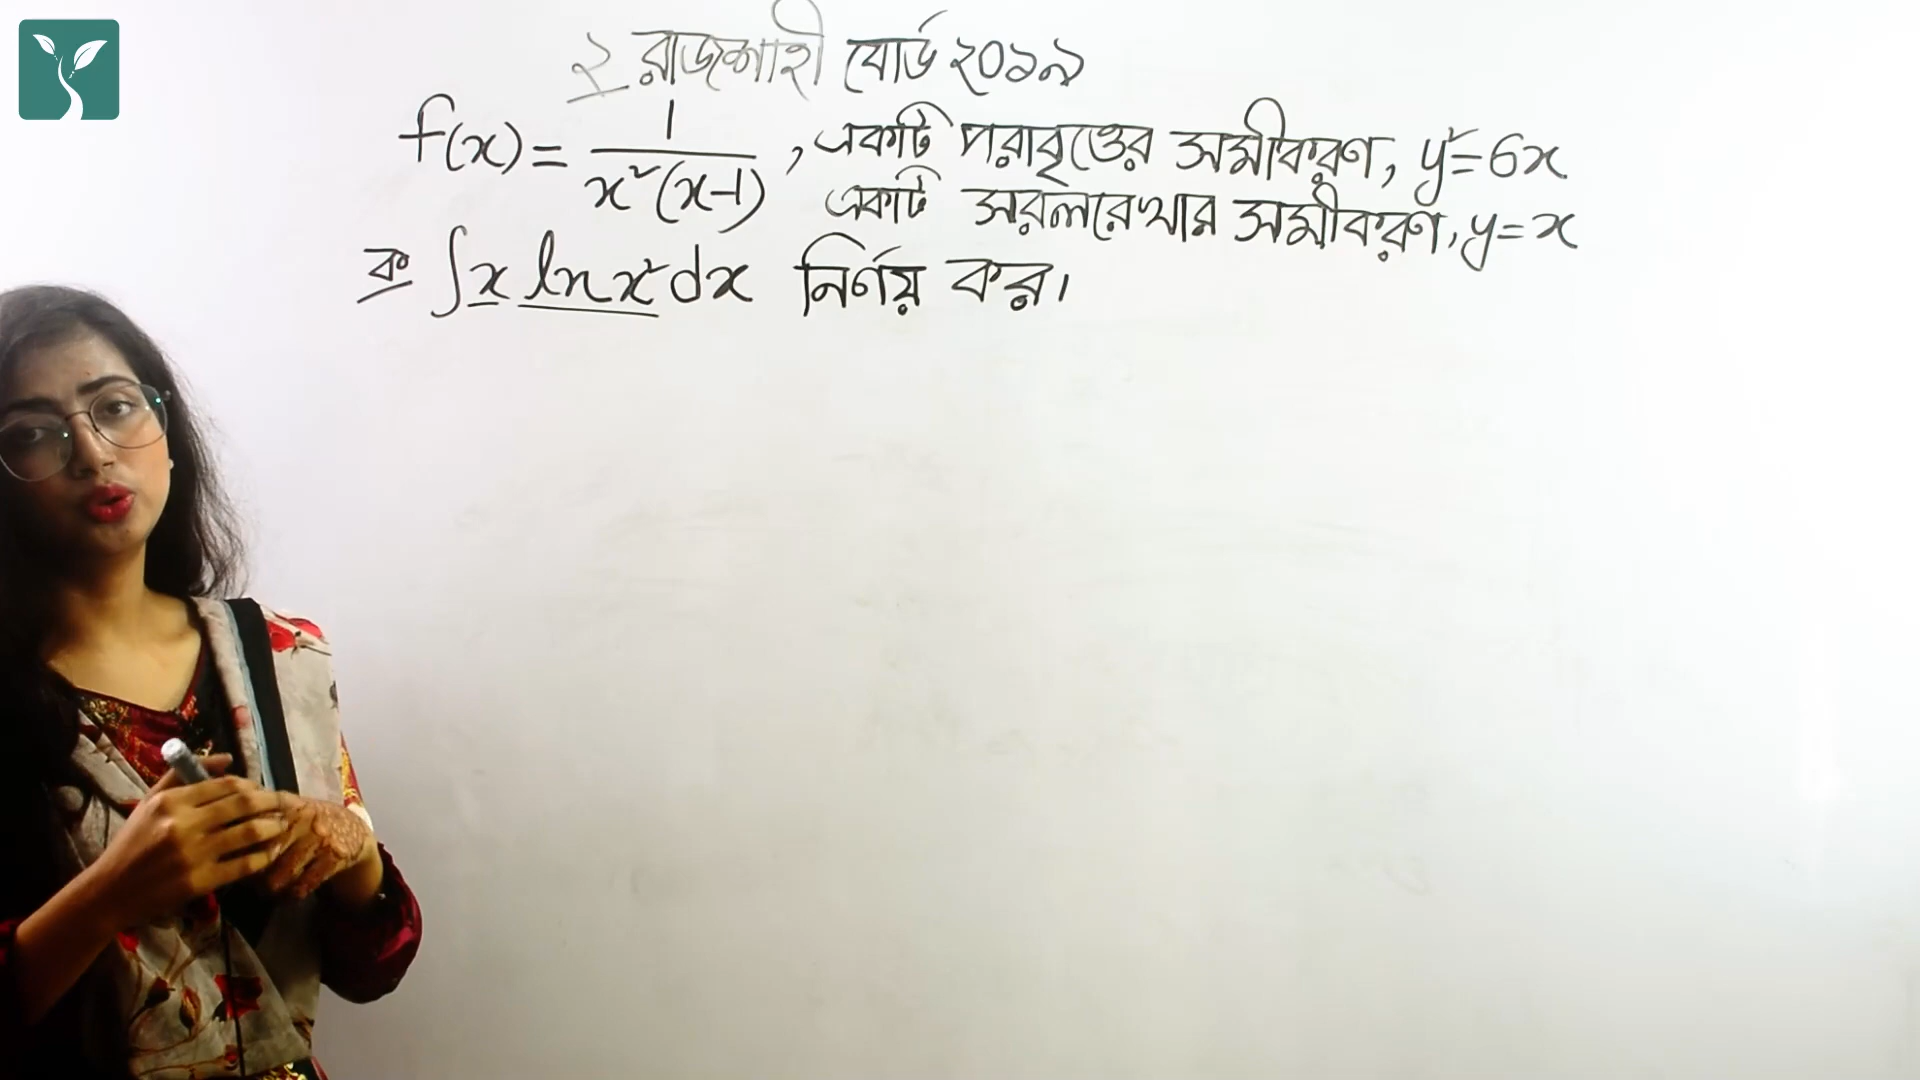 ২ রাজশাহী বোর্ড ২০১৯
f(x) = 1/x²(x-1) , একটি পরাবৃত্তের সমীকরণ, y²=6x
একটি সরলরেখার সমীকরণ, y=x
ক ∫x ln x² dx নির্ণয় কর।